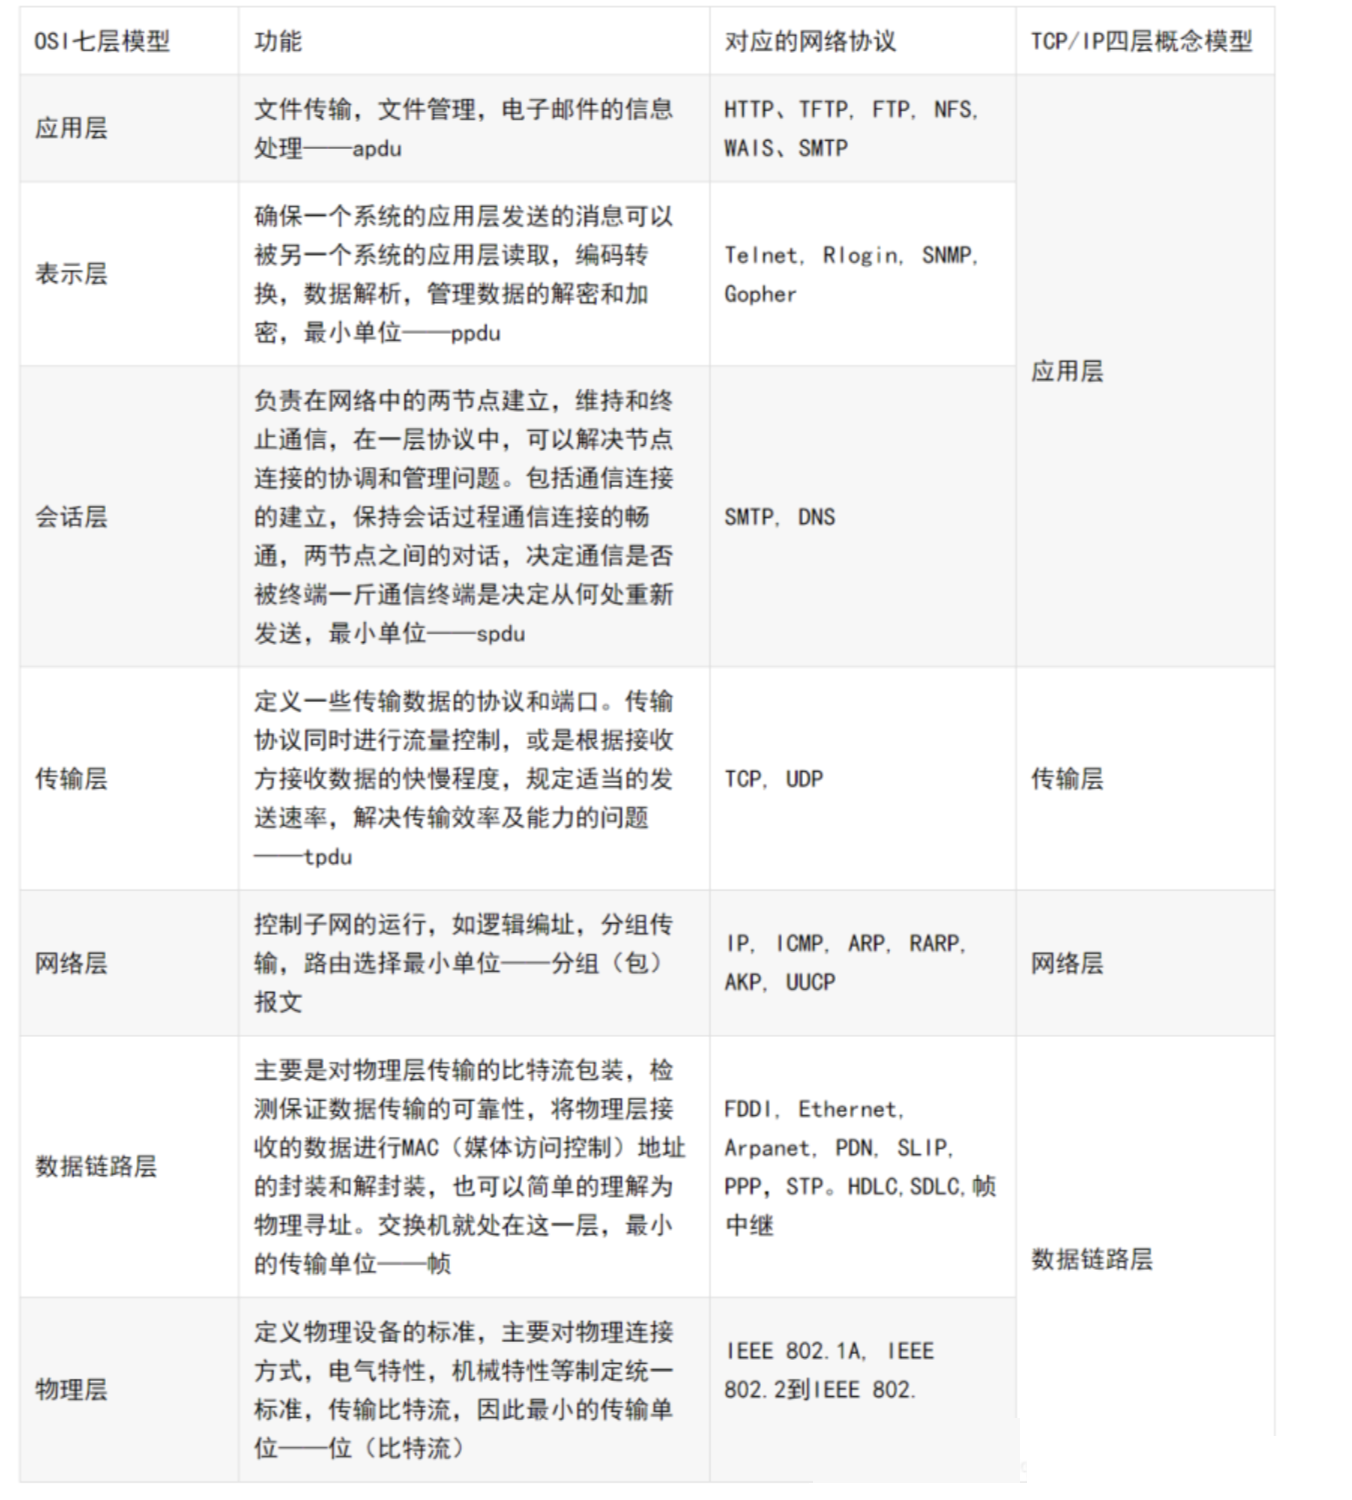 OSI七层模型
功能
对应的网络协议
TCP/IP四层概念模型
应用层
文件传输，文件管理，电子邮件的信息
处理——apdu
HTTP、TFTP, FTP, NFS,
WAIS、SMTP
表示层
确保一个系统的应用层发送的消息可以
被另一个系统的应用层读取，编码转
换，数据解析，管理数据的解密和加
密，最小单位——ppdu
Telnet, Rlogin, SNMP,
Gopher
应用层
会话层
负责在网络中的两节点建立，维持和终
止通信，在一层协议中，可以解决节点
连接的协调和管理问题。包括通信连接
的建立，保持会话过程通信连接的畅
通，两节点之间的对话，决定通信是否
被终端一斤通信终端是决定从何处重新
发送，最小单位——spdu
SMTP, DNS
传输层
定义一些传输数据的协议和端口。传输
协议同时进行流量控制，或是根据接收
方接收数据的快慢程度，规定适当的发
送速率，解决传输效率及能力的问题
——tpdu
TCP, UDP
传输层
网络层
控制子网的运行，如逻辑编址，分组传
输，路由选择最小单位——分组（包）
报文
IP, ICMP, ARP, RARP,
AKP, UUCP
网络层
数据链路层
主要是对物理层传输的比特流包装，检
测保证数据传输的可靠性，将物理层接
收的数据进行MAC（媒体访问控制）地址
的封装和解封装，也可以简单的理解为
物理寻址。交换机就处在这一层，最小
的传输单位——帧
FDDI, Ethernet,
Arpanet, PDN, SLIP,
PPP，STP。HDLC,SDLC,帧
中继
数据链路层
物理层
定义物理设备的标准，主要对物理连接
方式，电气特性，机械特性等制定统一
标准，传输比特流，因此最小的传输单
位——位（比特流）
IEEE 802.1A, IEEE
802.2到IEEE 802.